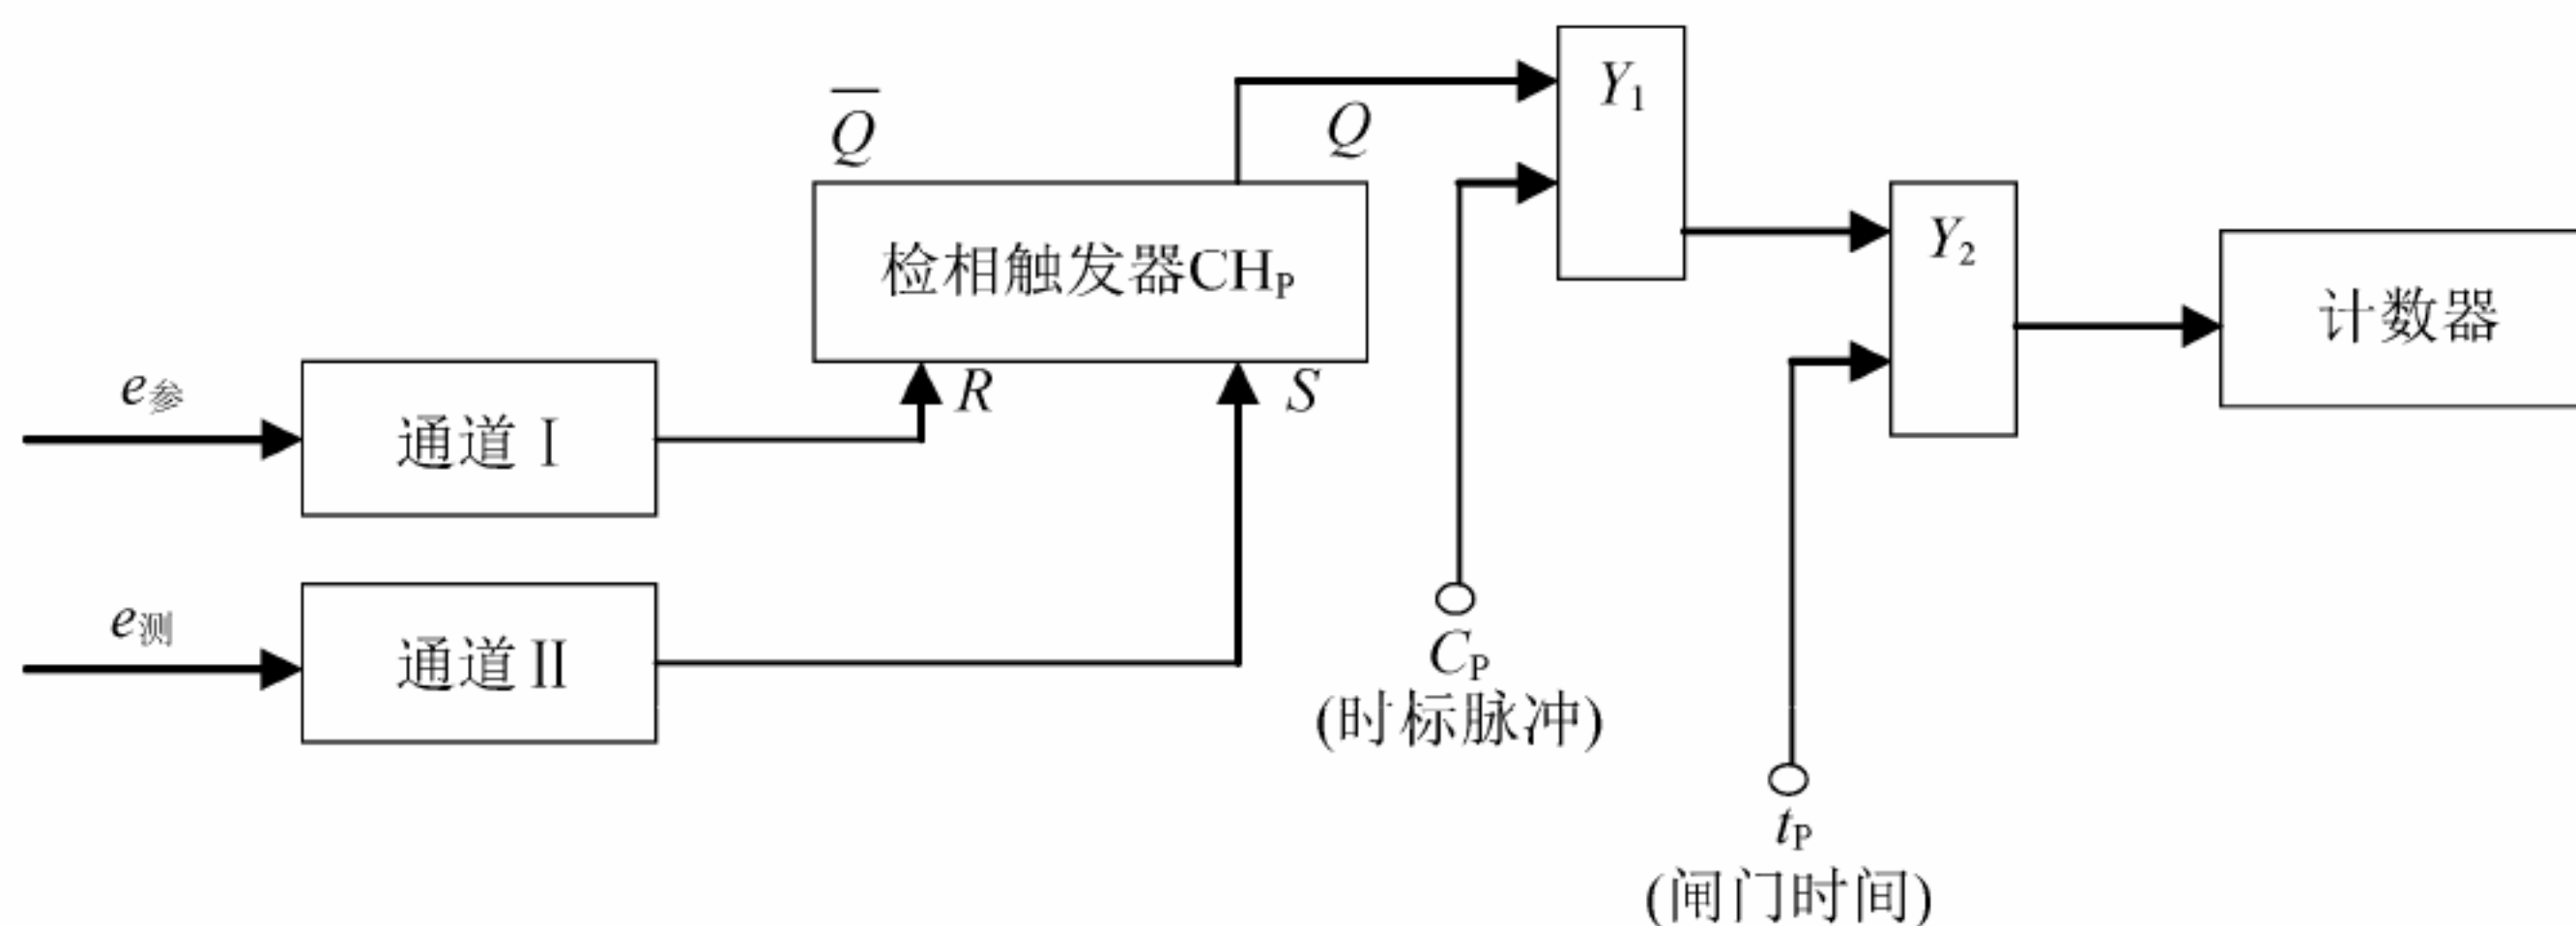 Q̅
Q
Y₁
检相触发器CH_P
Y₂
计数器
e参
R
S
通道 I
e测
通道 II
C_P
(时标脉冲)
t_P
(闸门时间)